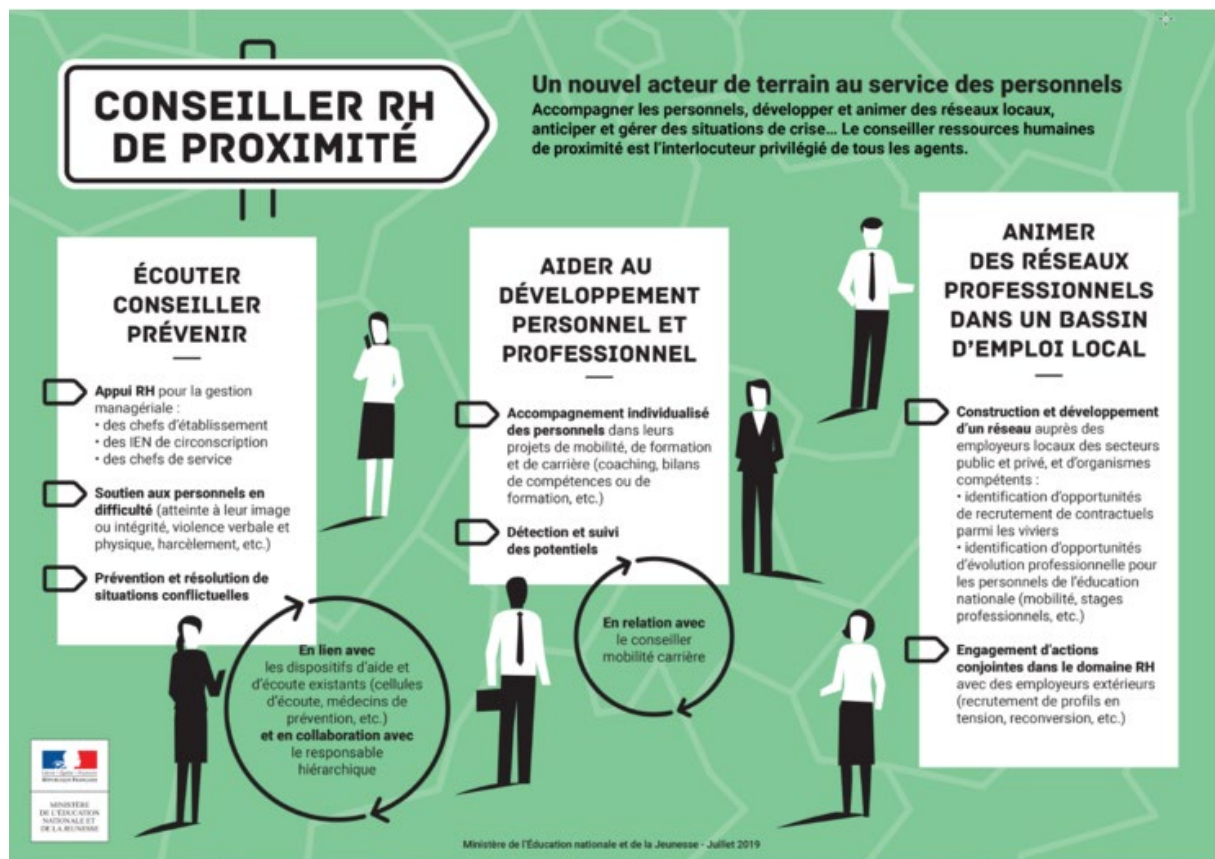 CONSEILLER RH
DE PROXIMITÉ
Un nouvel acteur de terrain au service des personnels
Accompagner les personnels, développer et animer des réseaux locaux,
anticiper et gérer des situations de crise... Le conseiller ressources humaines
de proximité est l'interlocuteur privilégié de tous les agents.
ÉCOUTER
CONSEILLER
PRÉVENIR
Appui RH pour la gestion
managériale :
• des chefs d'établissement
• des IEN de circonscription
• des chefs de service
Soutien aux personnels en
difficulté (atteinte à leur image
ou intégrité, violence verbale et
physique, harcèlement, etc.)
Prévention et résolution de
situations conflictuelles
En lien avec
les dispositifs d'aide et
d'écoute existants (cellules
d'écoute, médecins de
prévention, etc.)
et en collaboration avec
le responsable
hiérarchique
AIDER AU
DÉVELOPPEMENT
PERSONNEL ET
PROFESSIONNEL
Accompagnement individualisé
des personnels dans leurs
projets de mobilité, de formation
et de carrière (coaching, bilans
de compétences ou de
formation, etc.)
Détection et suivi
des potentiels
En relation avec
le conseiller
mobilité carrière
ANIMER
DES RÉSEAUX
PROFESSIONNELS
DANS UN BASSIN
D'EMPLOI LOCAL
Construction et développement
d'un réseau auprès des
employeurs locaux des secteurs
public et privé, et d'organismes
compétents :
• identification d'opportunités
de recrutement de contractuels
parmi les viviers
• identification d'opportunités
d'évolution professionnelle pour
les personnels de l'éducation
nationale (mobilité, stages
professionnels, etc.)
Engagement d'actions
conjointes dans le domaine RH
avec des employeurs extérieurs
(recrutement de profils en
tension, reconversion, etc.)
RÉPUBLIQUE FRANÇAISE
MINISTÈRE
DE L'ÉDUCATION
NATIONALE ET
DE LA JEUNESSE
Ministère de l'Éducation nationale et de la Jeunesse - Juillet 2019